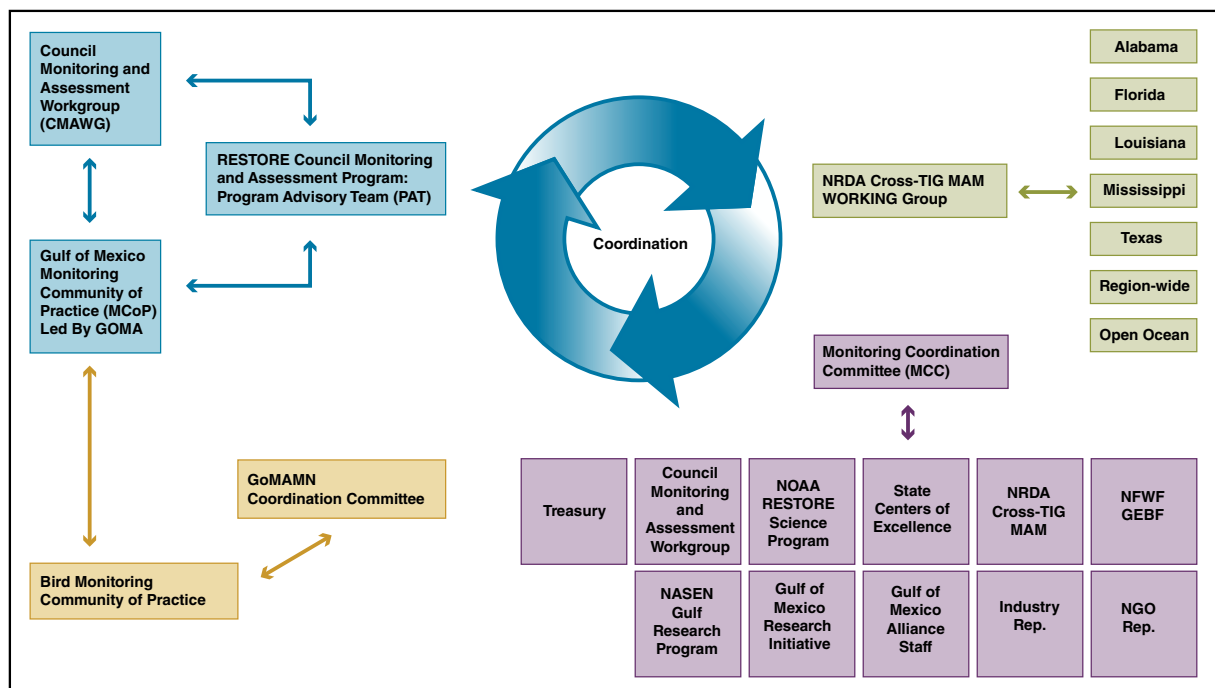 Council
Monitoring and
Assessment
Workgroup
(CMAWG)
RESTORE Council Monitoring
and Assessment Program:
Program Advisory Team (PAT)
Gulf of Mexico
Monitoring
Community of
Practice (MCoP)
Led By GOMA
Coordination
NRDA Cross-TIG MAM
WORKING Group
Alabama
Florida
Louisiana
Mississippi
Texas
Region-wide
Open Ocean
Monitoring Coordination
Committee (MCC)
GoMAMN
Coordination Committee
Bird Monitoring
Community of Practice
Treasury
Council
Monitoring
and
Assessment
Workgroup
NOAA
RESTORE
Science
Program
State
Centers of
Excellence
NRDA
Cross-TIG
MAM
NFWF
GEBF
NASEN
Gulf
Research
Program
Gulf of
Mexico
Research
Initiative
Gulf of
Mexico
Alliance
Staff
Industry
Rep.
NGO
Rep.